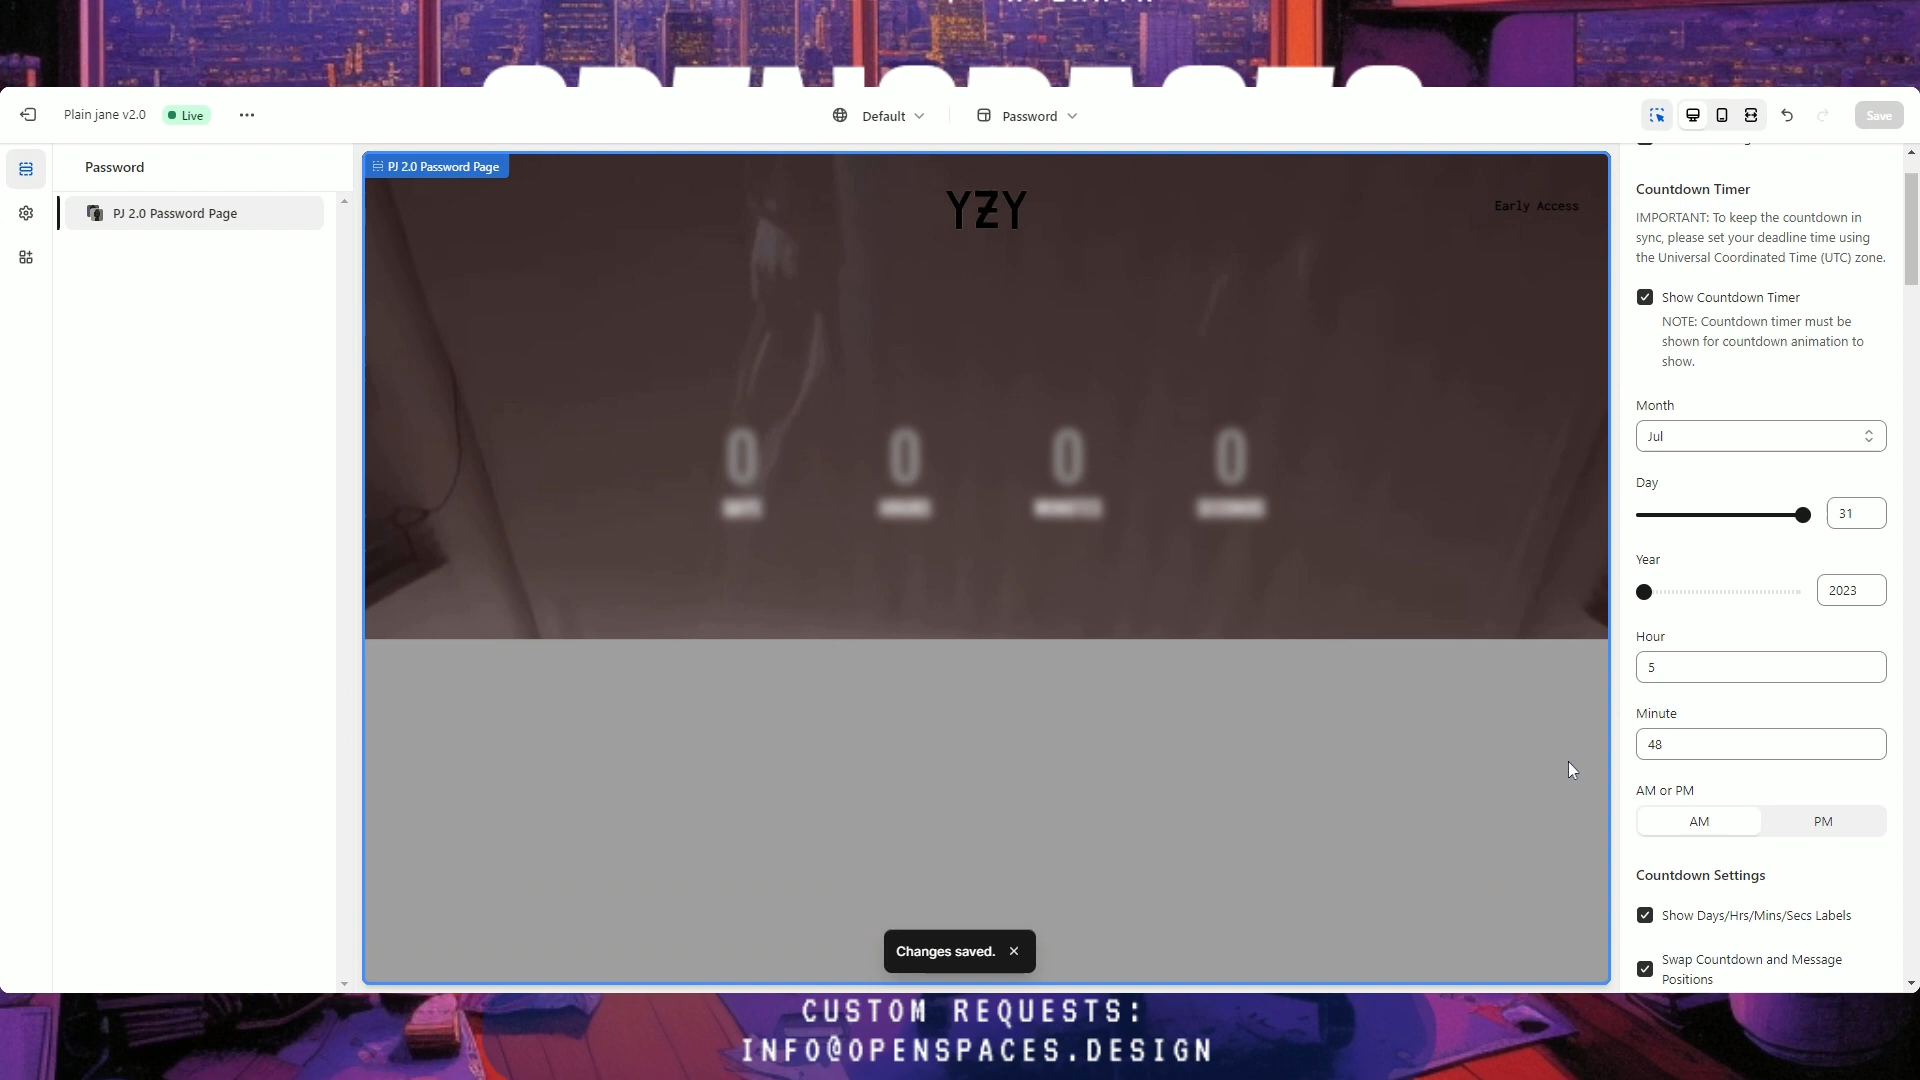 Plain jane v2.0
Live
Default
Password
Save
Password
PJ 2.0 Password Page
PJ 2.0 Password Page
YZY
Early Access
0 0 0 0
DAYS HOURS MINUTES SECONDS
Changes saved.
Countdown Timer
IMPORTANT: To keep the countdown in
sync, please set your deadline time using
the Universal Coordinated Time (UTC) zone.
Show Countdown Timer
NOTE: Countdown timer must be
shown for countdown animation to
show.
Month
Jul
Day
31
Year
2023
Hour
5
Minute
48
AM or PM
AM
PM
Countdown Settings
Show Days/Hrs/Mins/Secs Labels
Swap Countdown and Message
Positions
CUSTOM REQUESTS:
INFO@OPENSPACES.DESIGN